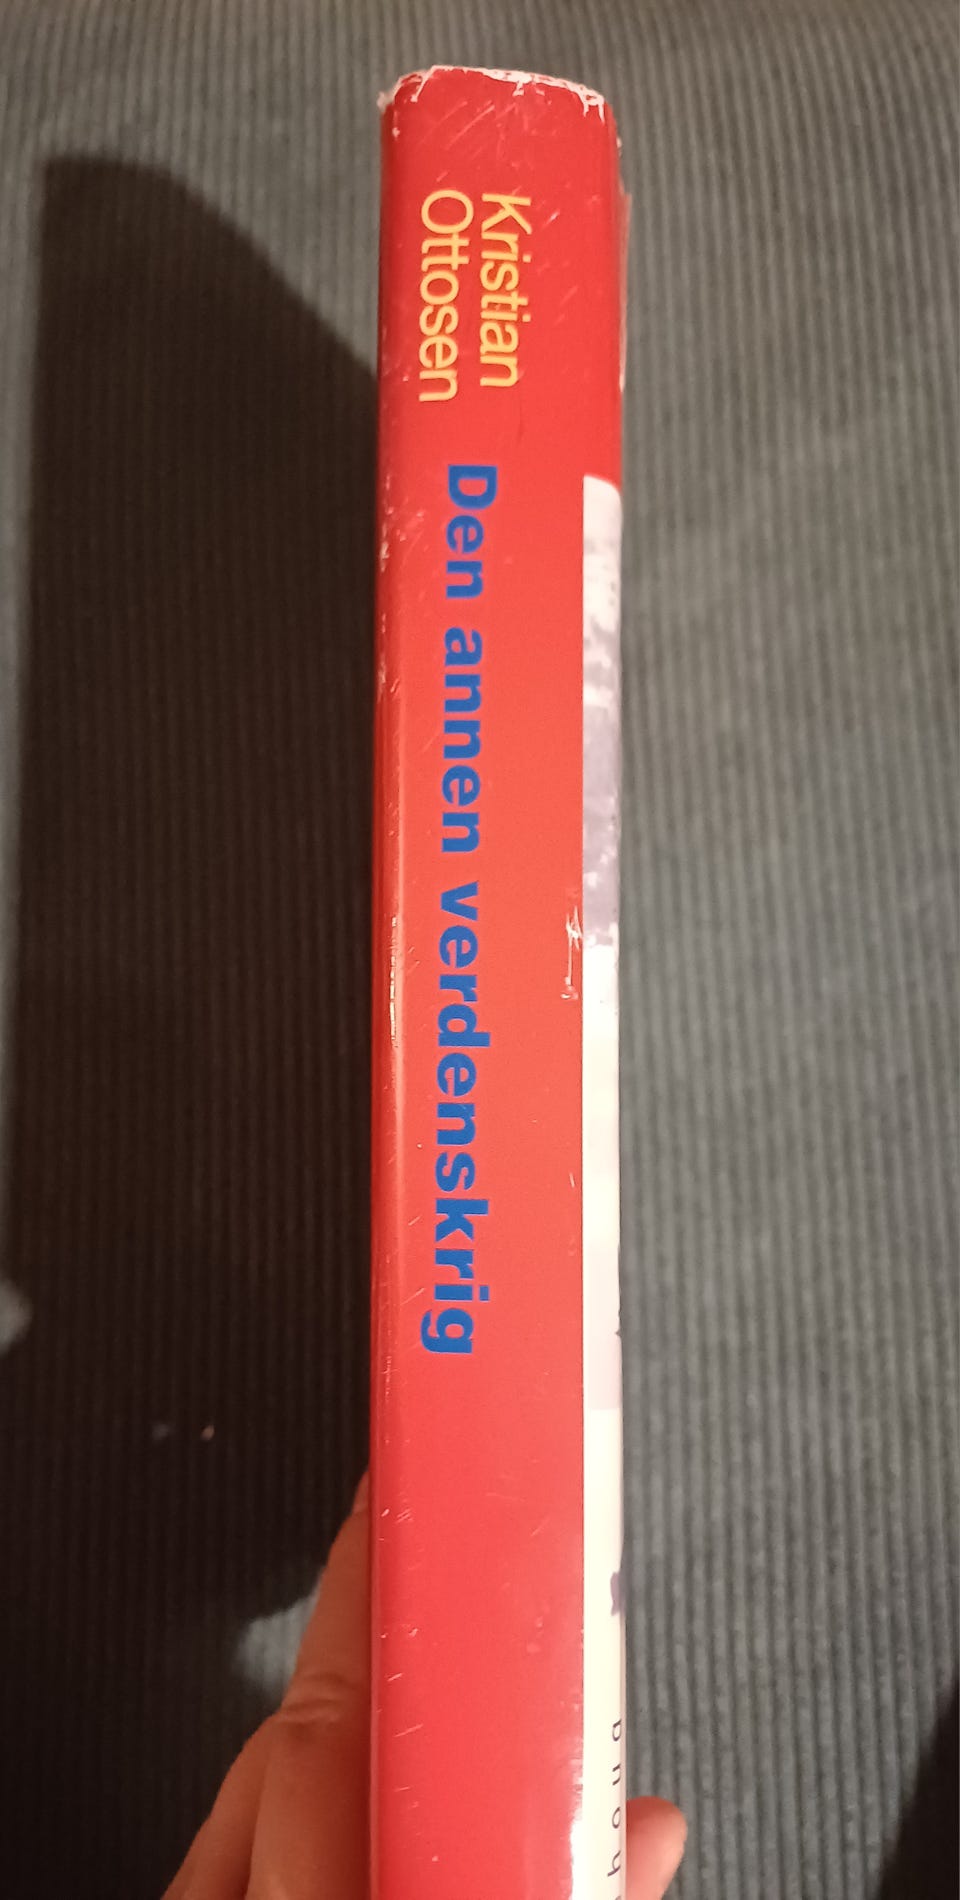 Kristian
Ottosen
Den annen verdenskrig